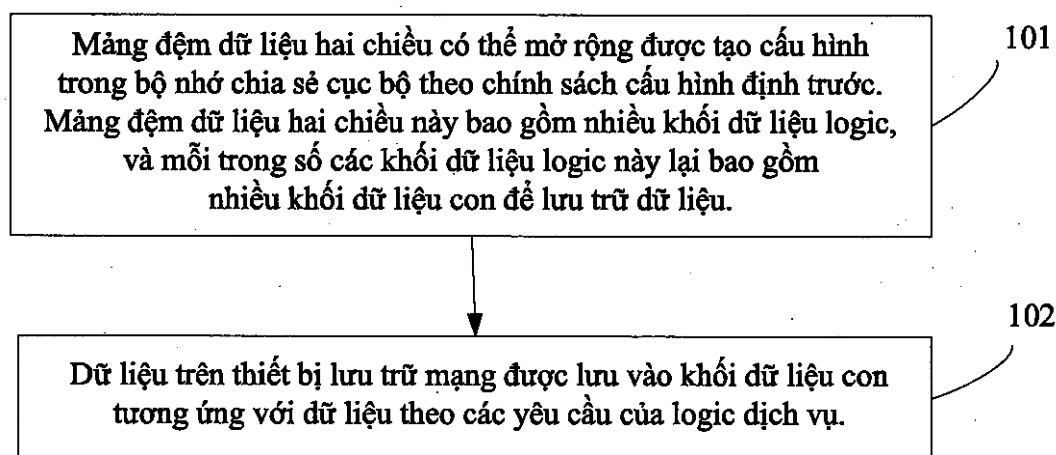 Mảng đệm dữ liệu hai chiều có thể mở rộng được tạo cấu hình
trong bộ nhớ chia sẻ cục bộ theo chính sách cấu hình định trước.
Mảng đệm dữ liệu hai chiều này bao gồm nhiều khối dữ liệu logic,
và mỗi trong số các khối dữ liệu logic này lại bao gồm
nhiều khối dữ liệu con để lưu trữ dữ liệu.
101
Dữ liệu trên thiết bị lưu trữ mạng được lưu vào khối dữ liệu con
tương ứng với dữ liệu theo các yêu cầu của logic dịch vụ.
102